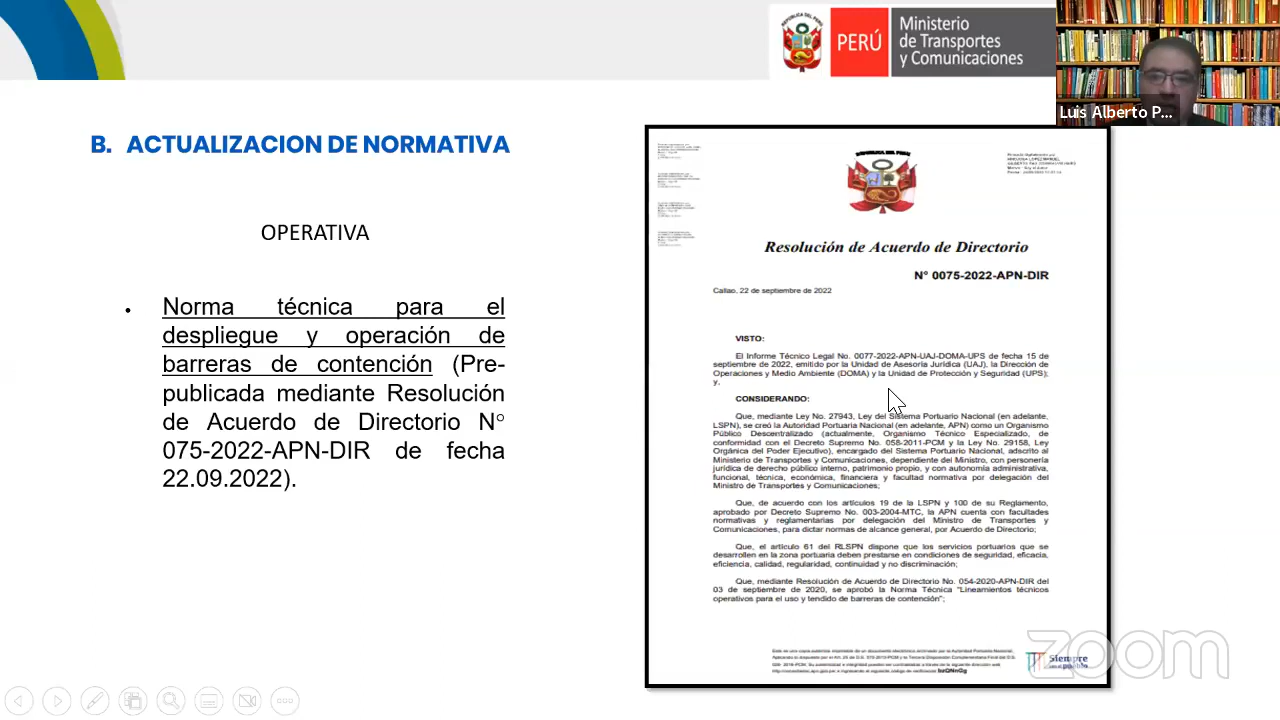 REPÚBLICA DEL PERÚ
PERÚ
Ministerio
de Transportes
y Comunicaciones
Luis Alberto P...
B. ACTUALIZACION DE NORMATIVA
OPERATIVA
• Norma técnica para el
despliegue y operación de
barreras de contención (Pre-
publicada mediante Resolución
de Acuerdo de Directorio N°
075-2022-APN-DIR de fecha
22.09.2022).
REPÚBLICA DEL PERÚ
Resolución de Acuerdo de Directorio
N° 0075-2022-APN-DIR
Callao, 22 de septiembre de 2022
VISTO:
El Informe Técnico Legal No. 0077-2022-APN-UAJ-DOMA-UPS de fecha 15 de
septiembre de 2022, emitido por la Unidad de Asesoría Jurídica (UAJ), la Dirección de
Operaciones y Medio Ambiente (DOMA) y la Unidad de Protección y Seguridad (UPS);
y,
CONSIDERANDO:
Que, mediante Ley No. 27943, Ley del Sistema Portuario Nacional (en adelante,
LSPN), se creó la Autoridad Portuaria Nacional (en adelante, APN) como un Organismo
Público Descentralizado (actualmente, Organismo Técnico Especializado, de
conformidad con el Decreto Supremo No. 058-2011-PCM y la Ley No. 29158, Ley
Orgánica del Poder Ejecutivo), encargado del Sistema Portuario Nacional, adscrito al
Ministerio de Transportes y Comunicaciones, dependiente del Ministro, con personería
jurídica de derecho público interno, patrimonio propio, y con autonomía administrativa,
funcional, técnica, económica, financiera y facultad normativa por delegación del
Ministro de Transportes y Comunicaciones;
Que, de acuerdo con los artículos 19 de la LSPN y 100 de su Reglamento,
aprobado por Decreto Supremo No. 003-2004-MTC, la APN cuenta con facultades
normativas y reglamentarias por delegación del Ministro de Transportes y
Comunicaciones, para dictar normas de alcance general, por Acuerdo de Directorio;
Que, el artículo 61 del RLSPN dispone que los servicios portuarios que se
desarrollen en la zona portuaria deben prestarse en condiciones de seguridad, eficacia,
eficiencia, calidad, regularidad, continuidad y no discriminación;
Que, mediante Resolución de Acuerdo de Directorio No. 054-2020-APN-DIR del
03 de septiembre de 2020, se aprobó la Norma Técnica "Lineamientos técnicos
operativos para el uso y tendido de barreras de contención";
Siempre
zoom